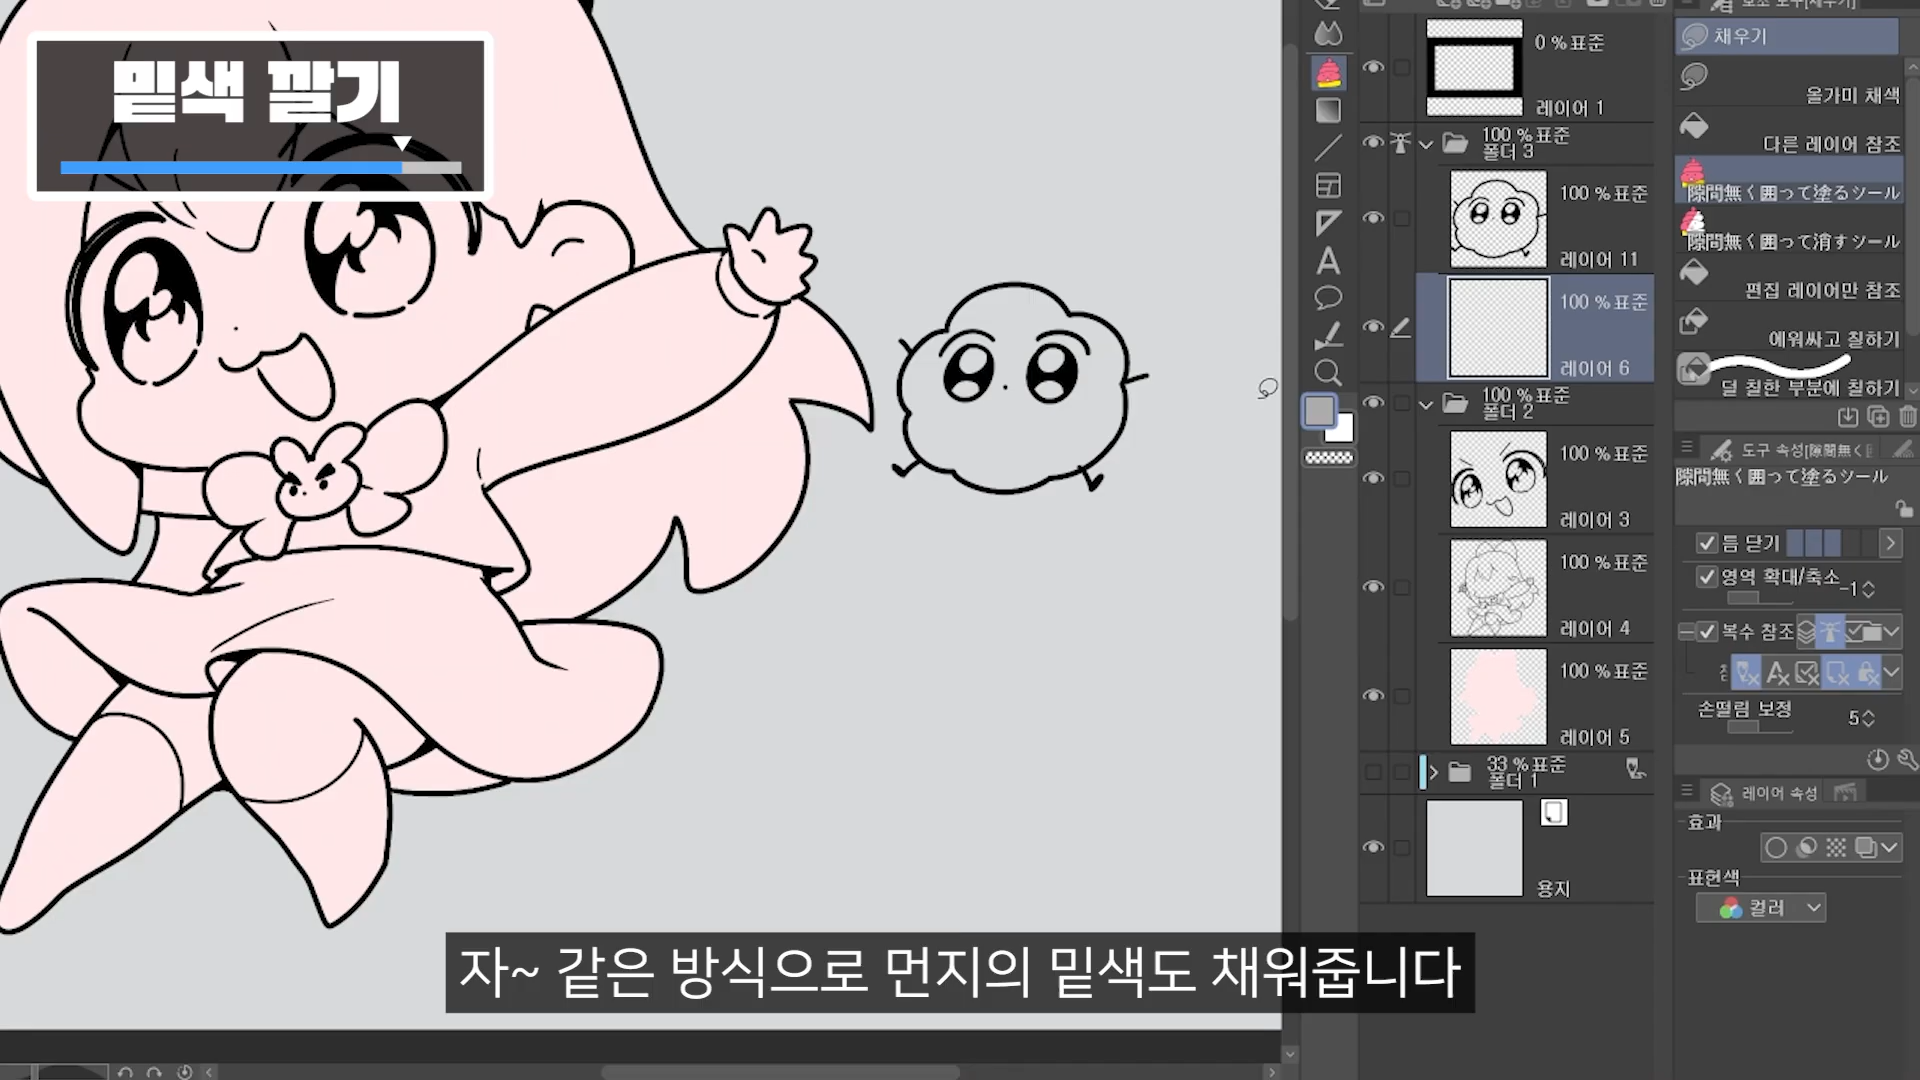 밑색 깔기
0 %표준
레이어 1
100 %표준
폴더 3
100 %표준
레이어 11
100 %표준
레이어 6
100 %표준
폴더 2
100 %표준
레이어 3
100 %표준
레이어 4
100 %표준
레이어 5
33 %표준
폴더 1
용지
채우기
올가미 채색
다른 레이어 참조
隙間無く囲って塗るツール
隙間無く囲って消すツール
편집 레이어만 참조
에워싸고 칠하기
덜 칠한 부분에 칠하기
도구 속성[隙間無く
隙間無く囲って塗るツール
틈 닫기
영역 확대/축소 -1
복수 참조
손떨림 보정 5
레이어 속성
효과
표현색
컬러
자~ 같은 방식으로 먼지의 밑색도 채워줍니다